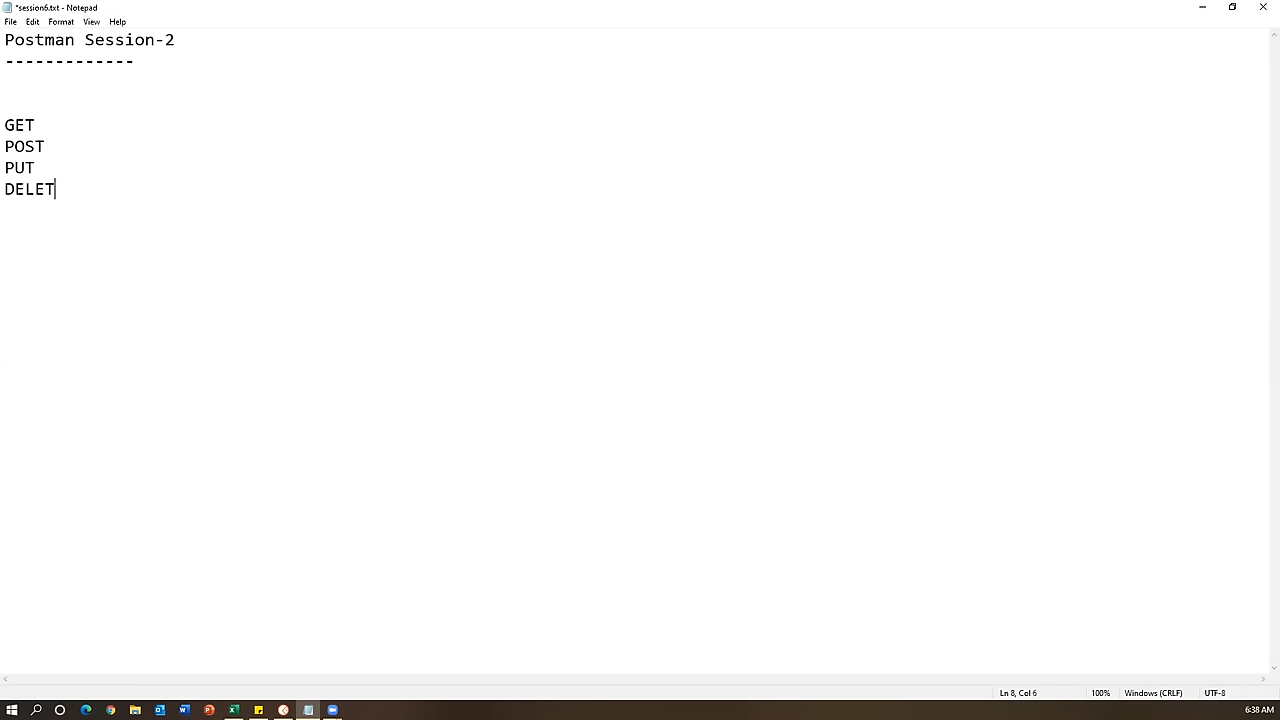 *session6.txt - Notepad
File Edit Format View Help
Postman Session-2
-------------
GET
POST
PUT
DELET
Ln 8, Col 6 100% Windows (CRLF) UTF-8
6:38 AM